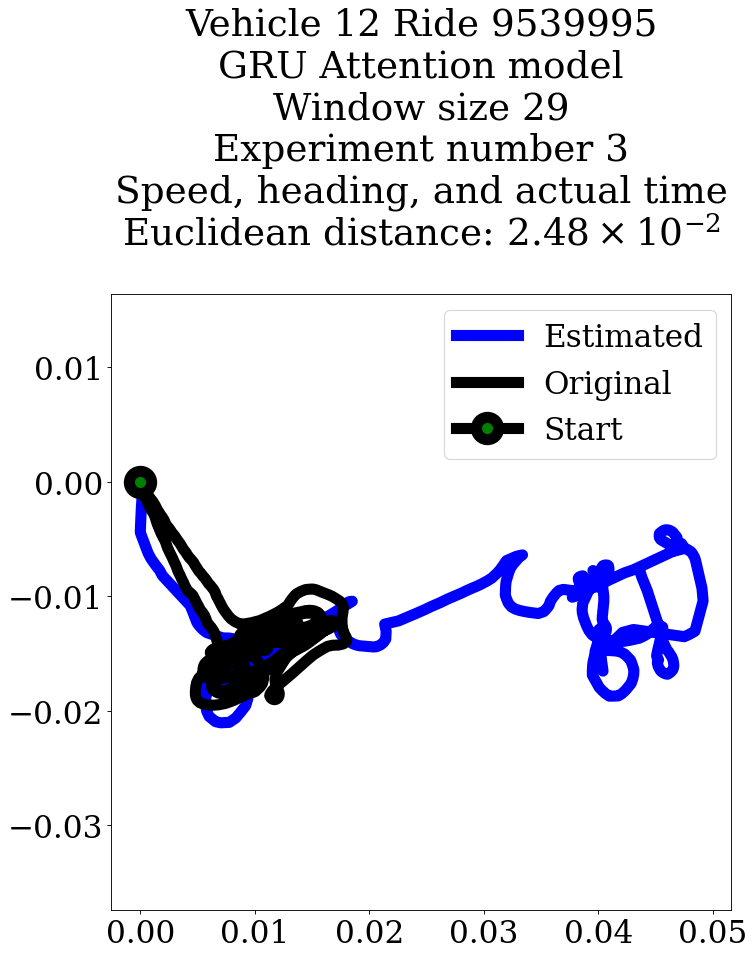 Vehicle 12 Ride 9539995
GRU Attention model
Window size 29
Experiment number 3
Speed, heading, and actual time
Euclidean distance: $2.48 \times 10^{-2}$
Estimated
Original
Start
0.01
0.00
−0.01
−0.02
−0.03
0.00 0.01 0.02 0.03 0.04 0.05